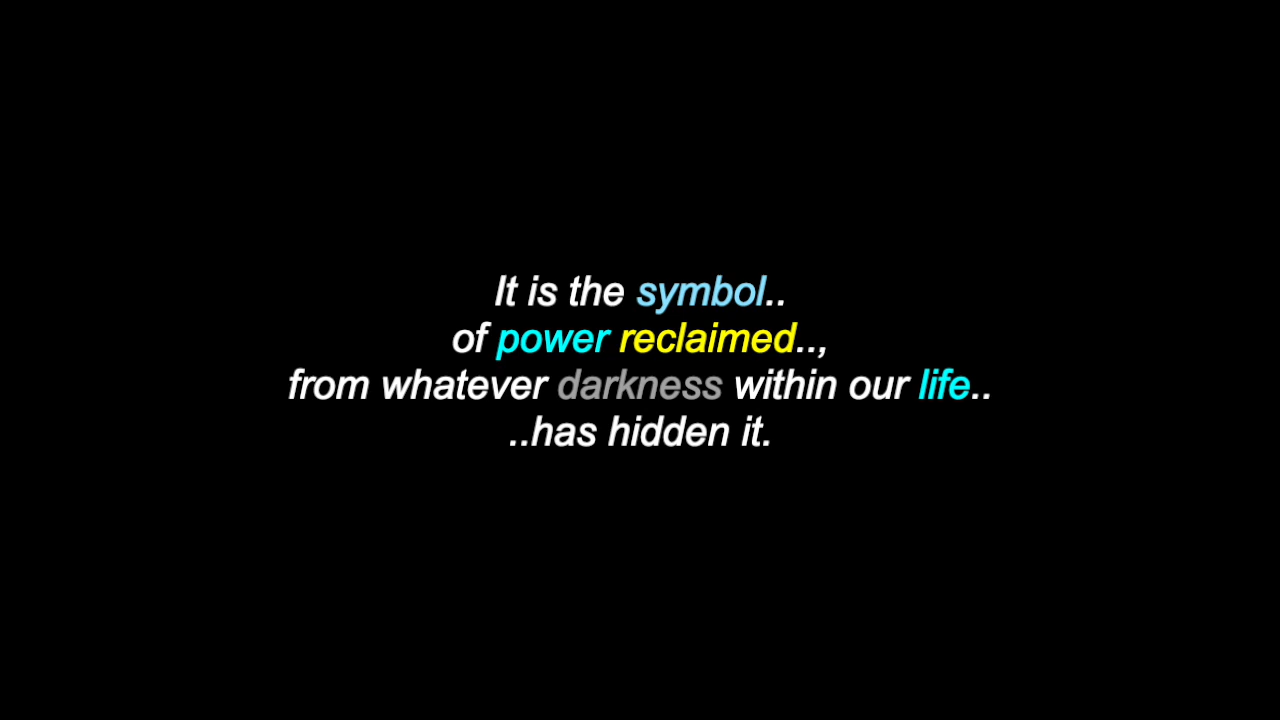 It is the symbol..
of power reclaimed..,
from whatever darkness within our life..
..has hidden it.